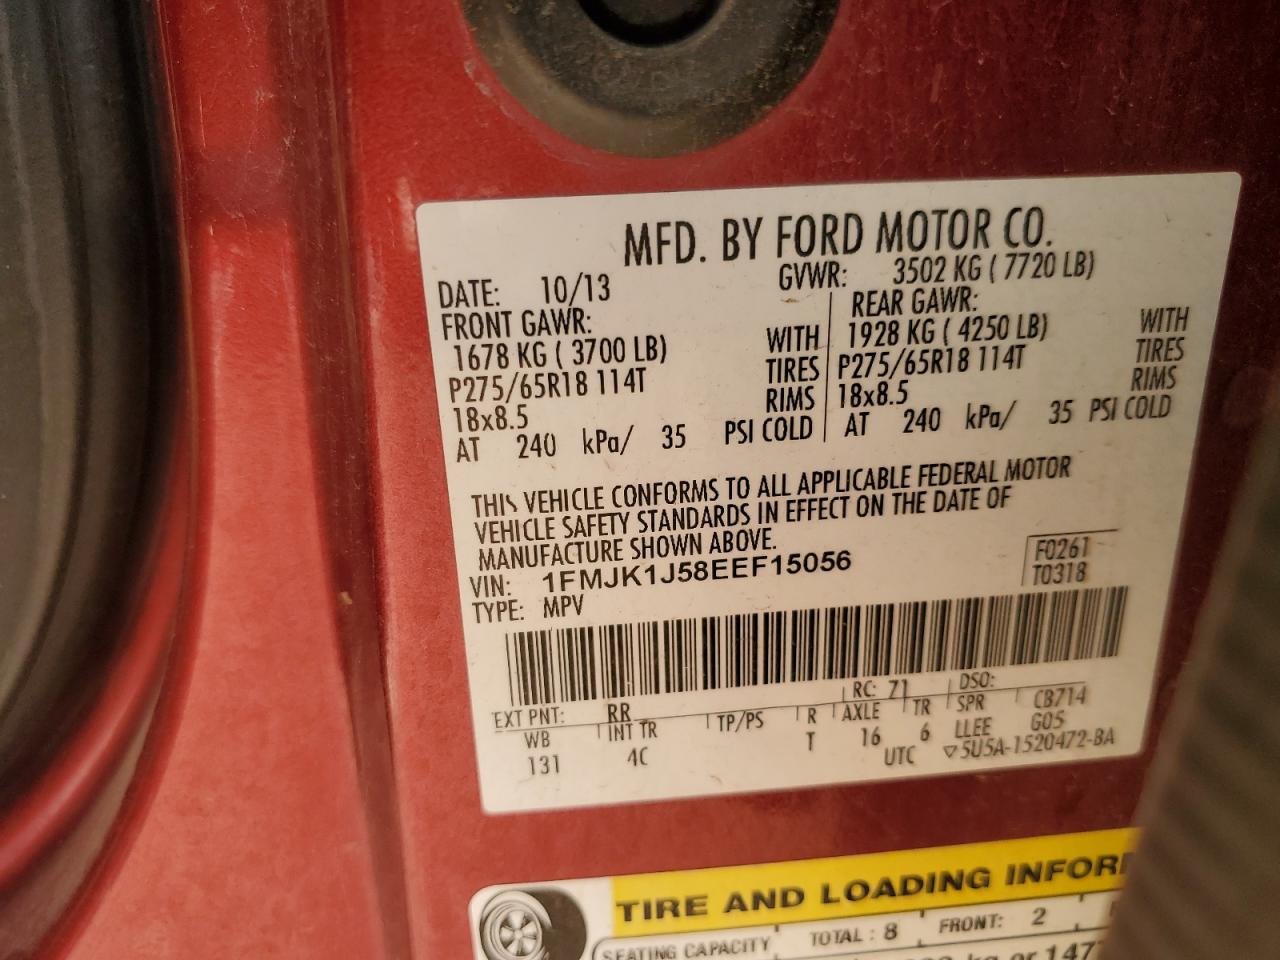 MFD. BY FORD MOTOR CO.
DATE: 10/13 GVWR: 3502 KG ( 7720 LB)
FRONT GAWR: REAR GAWR:
1678 KG ( 3700 LB) WITH 1928 KG ( 4250 LB) WITH
P275/65R18 114T TIRES P275/65R18 114T TIRES
18x8.5 RIMS 18x8.5 RIMS
AT 240 kPa/ 35 PSI COLD AT 240 kPa/ 35 PSI COLD
THIS VEHICLE CONFORMS TO ALL APPLICABLE FEDERAL MOTOR
VEHICLE SAFETY STANDARDS IN EFFECT ON THE DATE OF
MANUFACTURE SHOWN ABOVE.
VIN: 1FMJK1J58EEF15056 F0261
TYPE: MPV T0318
EXT PNT: RR RC: 71 DSO:
WB INT TR TP/PS R AXLE TR SPR CB714
131 4C T 16 6 LLEE G05
UTC ▽5U5A-1520472-BA
TIRE AND LOADING
SEATING CAPACITY TOTAL : 8 FRONT: 2
kg or